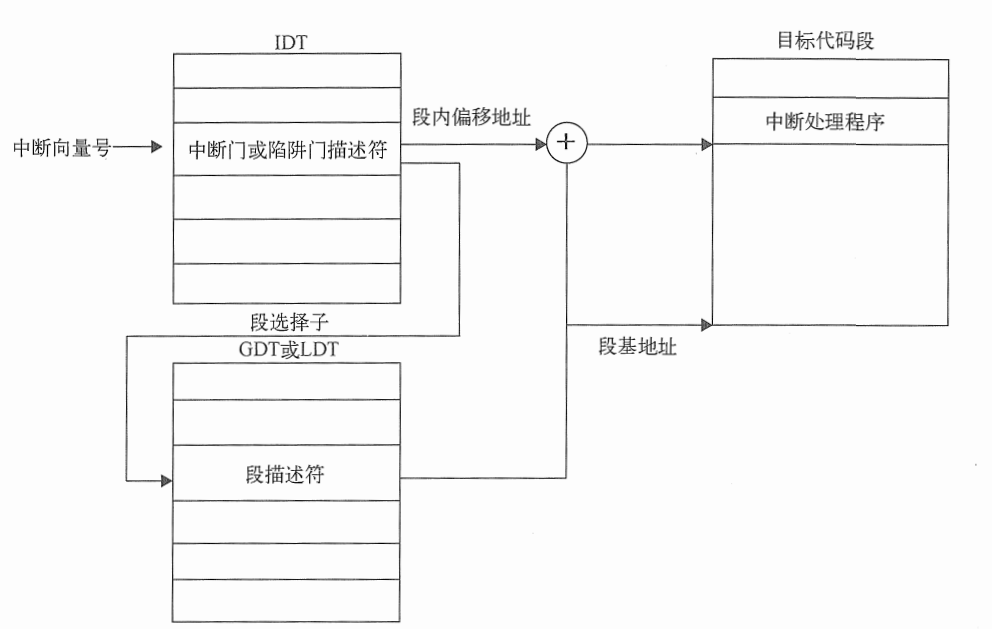 IDT
目标代码段
段内偏移地址
中断处理程序
中断向量号
中断门或陷阱门描述符
+
段选择子
GDT或LDT
段基地址
段描述符